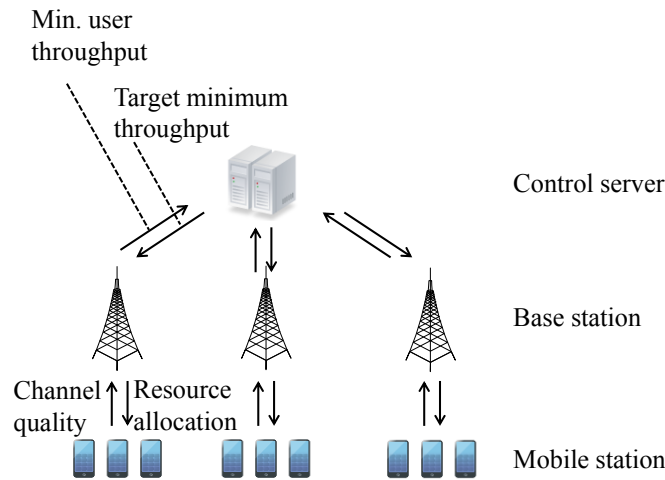 Min. user
throughput
Target minimum
throughput
Control server
Base station
Channel
quality
Resource
allocation
Mobile station